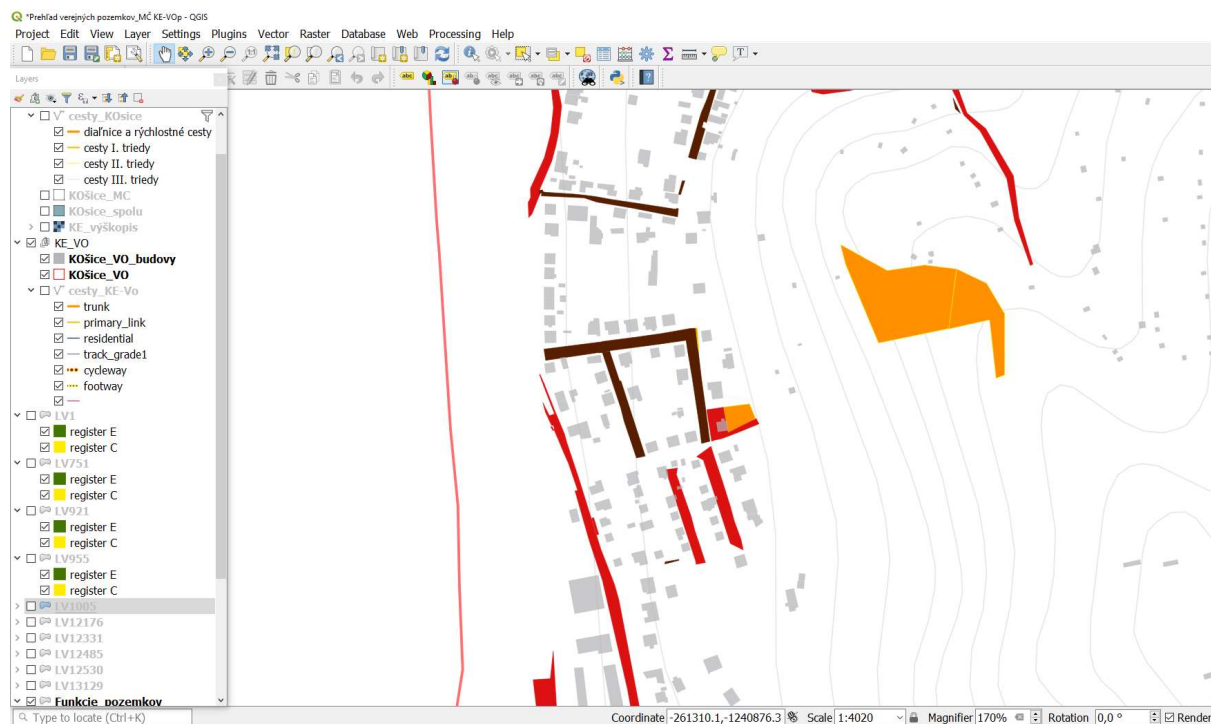 *Prehľad verejných pozemkov_MČ KE-VOp - QGIS
Project Edit View Layer Settings Plugins Vector Raster Database Web Processing Help
Layers
cesty_KOsice
diaľnice a rýchlostné cesty
cesty I. triedy
cesty II. triedy
cesty III. triedy
KOšice_MC
KOsice_spolu
KE_výškopis
KE_VO
KOšice_VO_budovy
KOšice_VO
cesty_KE-Vo
trunk
primary_link
residential
track_grade1
cycleway
footway
LV1
register E
register C
LV751
register E
register C
LV921
register E
register C
LV955
register E
register C
LV1005
LV12176
LV12331
LV12485
LV12530
LV13129
Funkcie_pozemkov
Type to locate (Ctrl+K)
Coordinate -261310.1,-1240876.3 Scale 1:4020 Magnifier 170% Rotation 0,0 ° Render